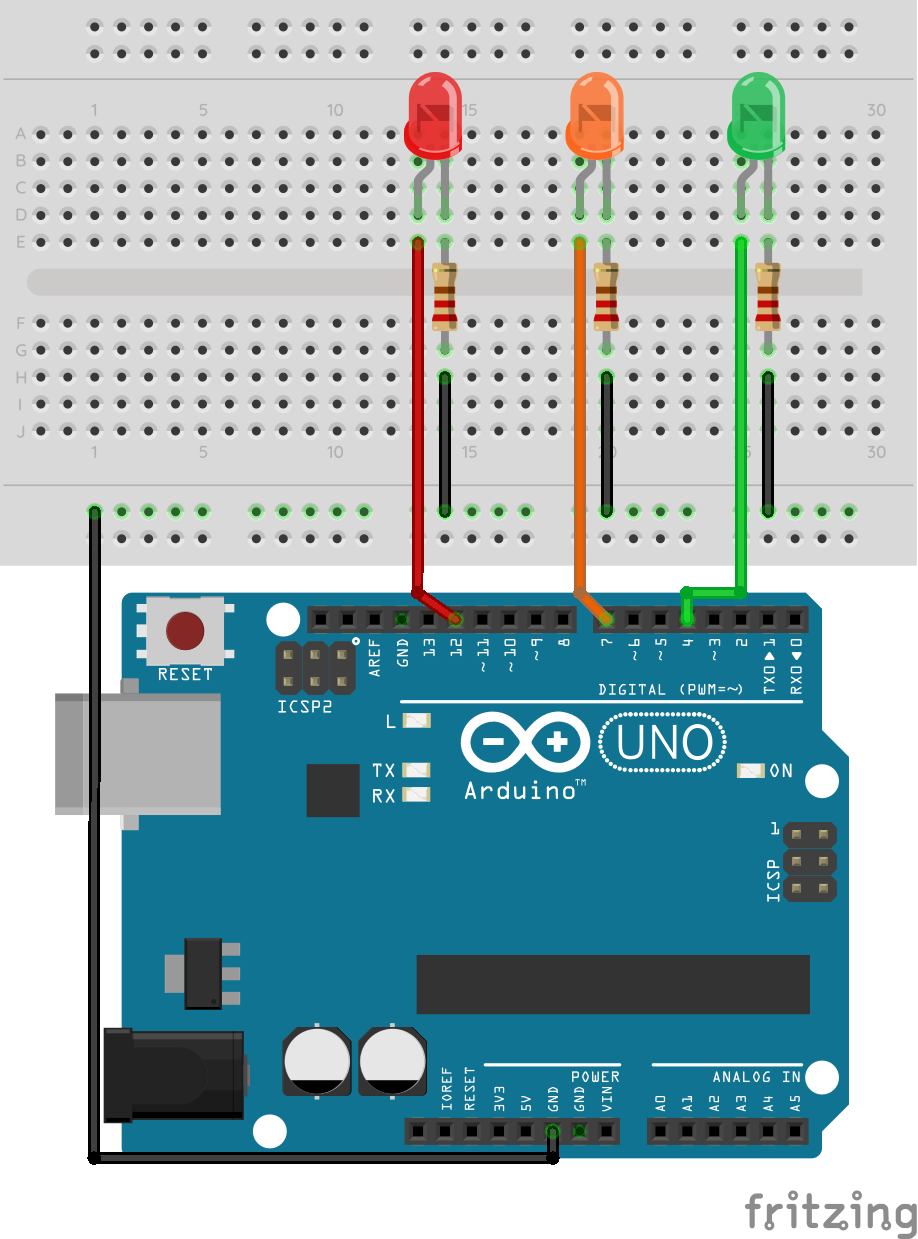 1 5 10 15 30
A
B
C
D
E
F
G
H
I
J
1 5 10 15 30
AREF GND 13 12 ~11 ~10 ~9 8 7 ~6 ~5 4 ~3 2 TX0▶1 RX0◀0
RESET
DIGITAL (PWM=~)
ICSP2
L
UNO
TX
ON
RX
Arduino™
1
ICSP
POWER
ANALOG IN
IOREF RESET 3V3 5V GND GND VIN A0 A1 A2 A3 A4 A5
fritzing